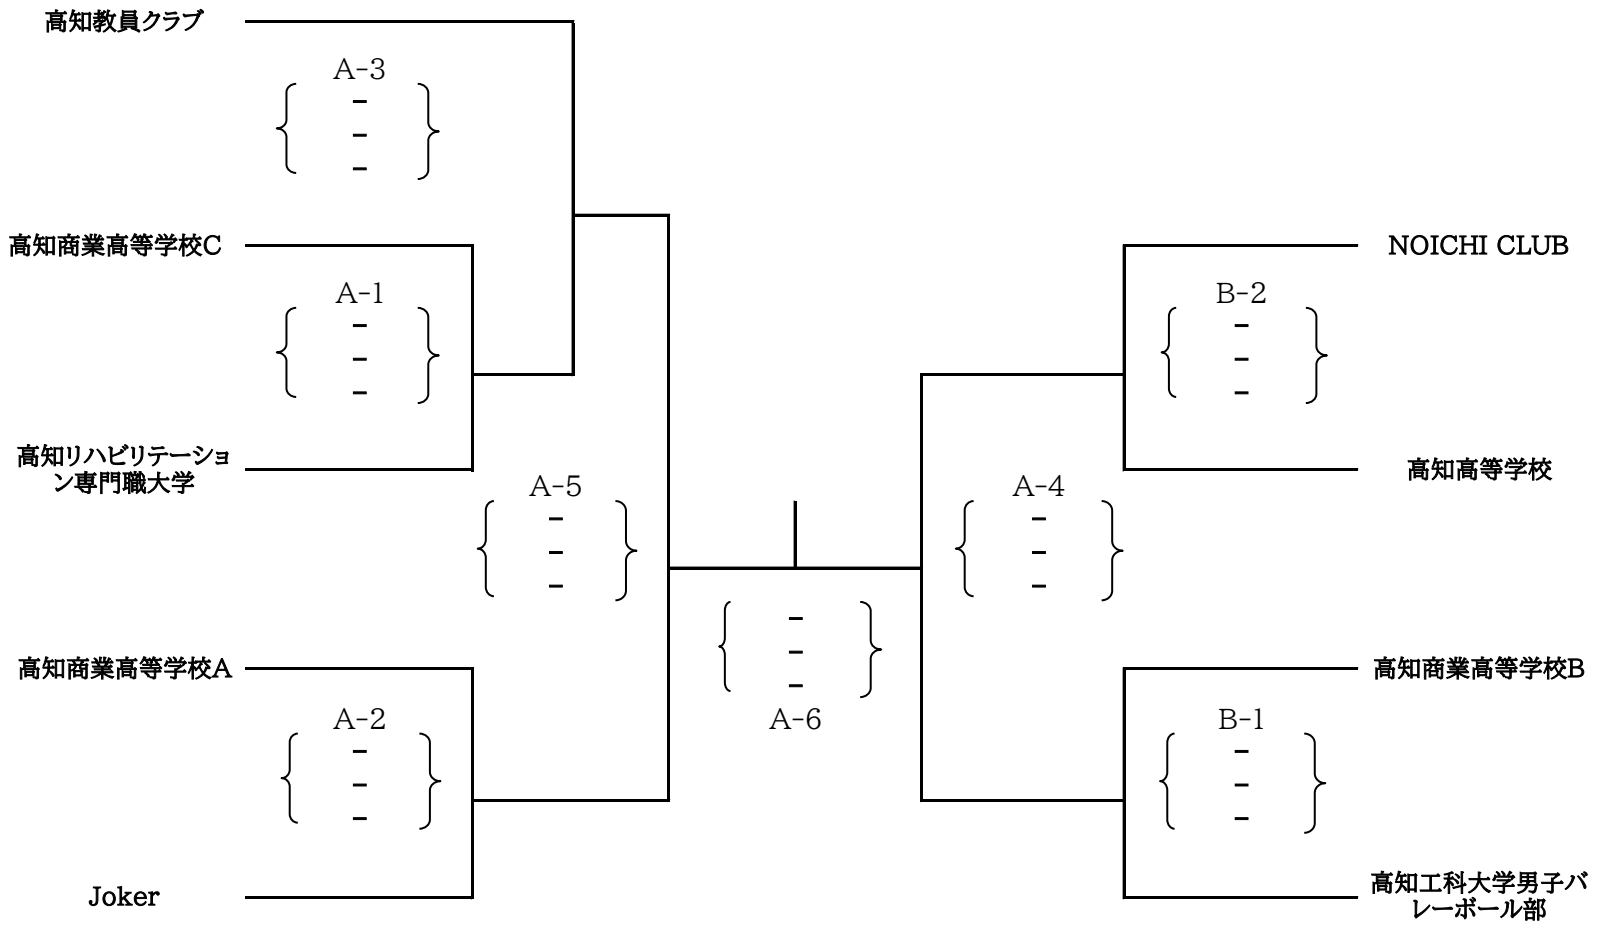 高知教員クラブ
A-3
-
-
-
高知商業高等学校C
A-1
-
-
-
高知リハビリテーショ
ン専門職大学
A-5
-
-
-
高知商業高等学校A
A-2
-
-
-
Joker
-
-
-
A-6
NOICHI CLUB
B-2
-
-
-
高知高等学校
A-4
-
-
-
高知商業高等学校B
B-1
-
-
-
高知工科大学男子バ
レーボール部